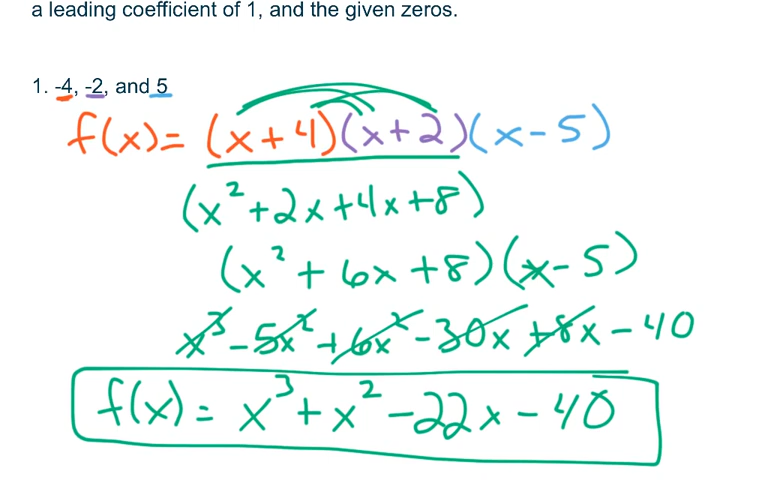 a leading coefficient of 1, and the given zeros.
1. -4, -2, and 5
f(x)= (x+4)(x+2)(x-5)
(x²+2x+4x+8)
(x²+6x+8)(x-5)
x³-5x²+6x²-30x+8x-40
f(x)= x³+x²-22x-40